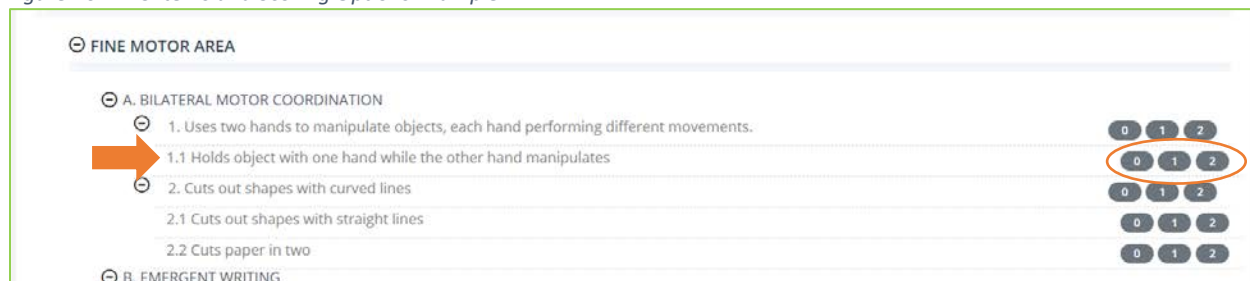 FINE MOTOR AREA
A. BILATERAL MOTOR COORDINATION
1. Uses two hands to manipulate objects, each hand performing different movements.
0 1 2
1.1 Holds object with one hand while the other hand manipulates
0 1 2
2. Cuts out shapes with curved lines
0 1 2
2.1 Cuts out shapes with straight lines
0 1 2
2.2 Cuts paper in two
0 1 2
B. EMERGENT WRITING